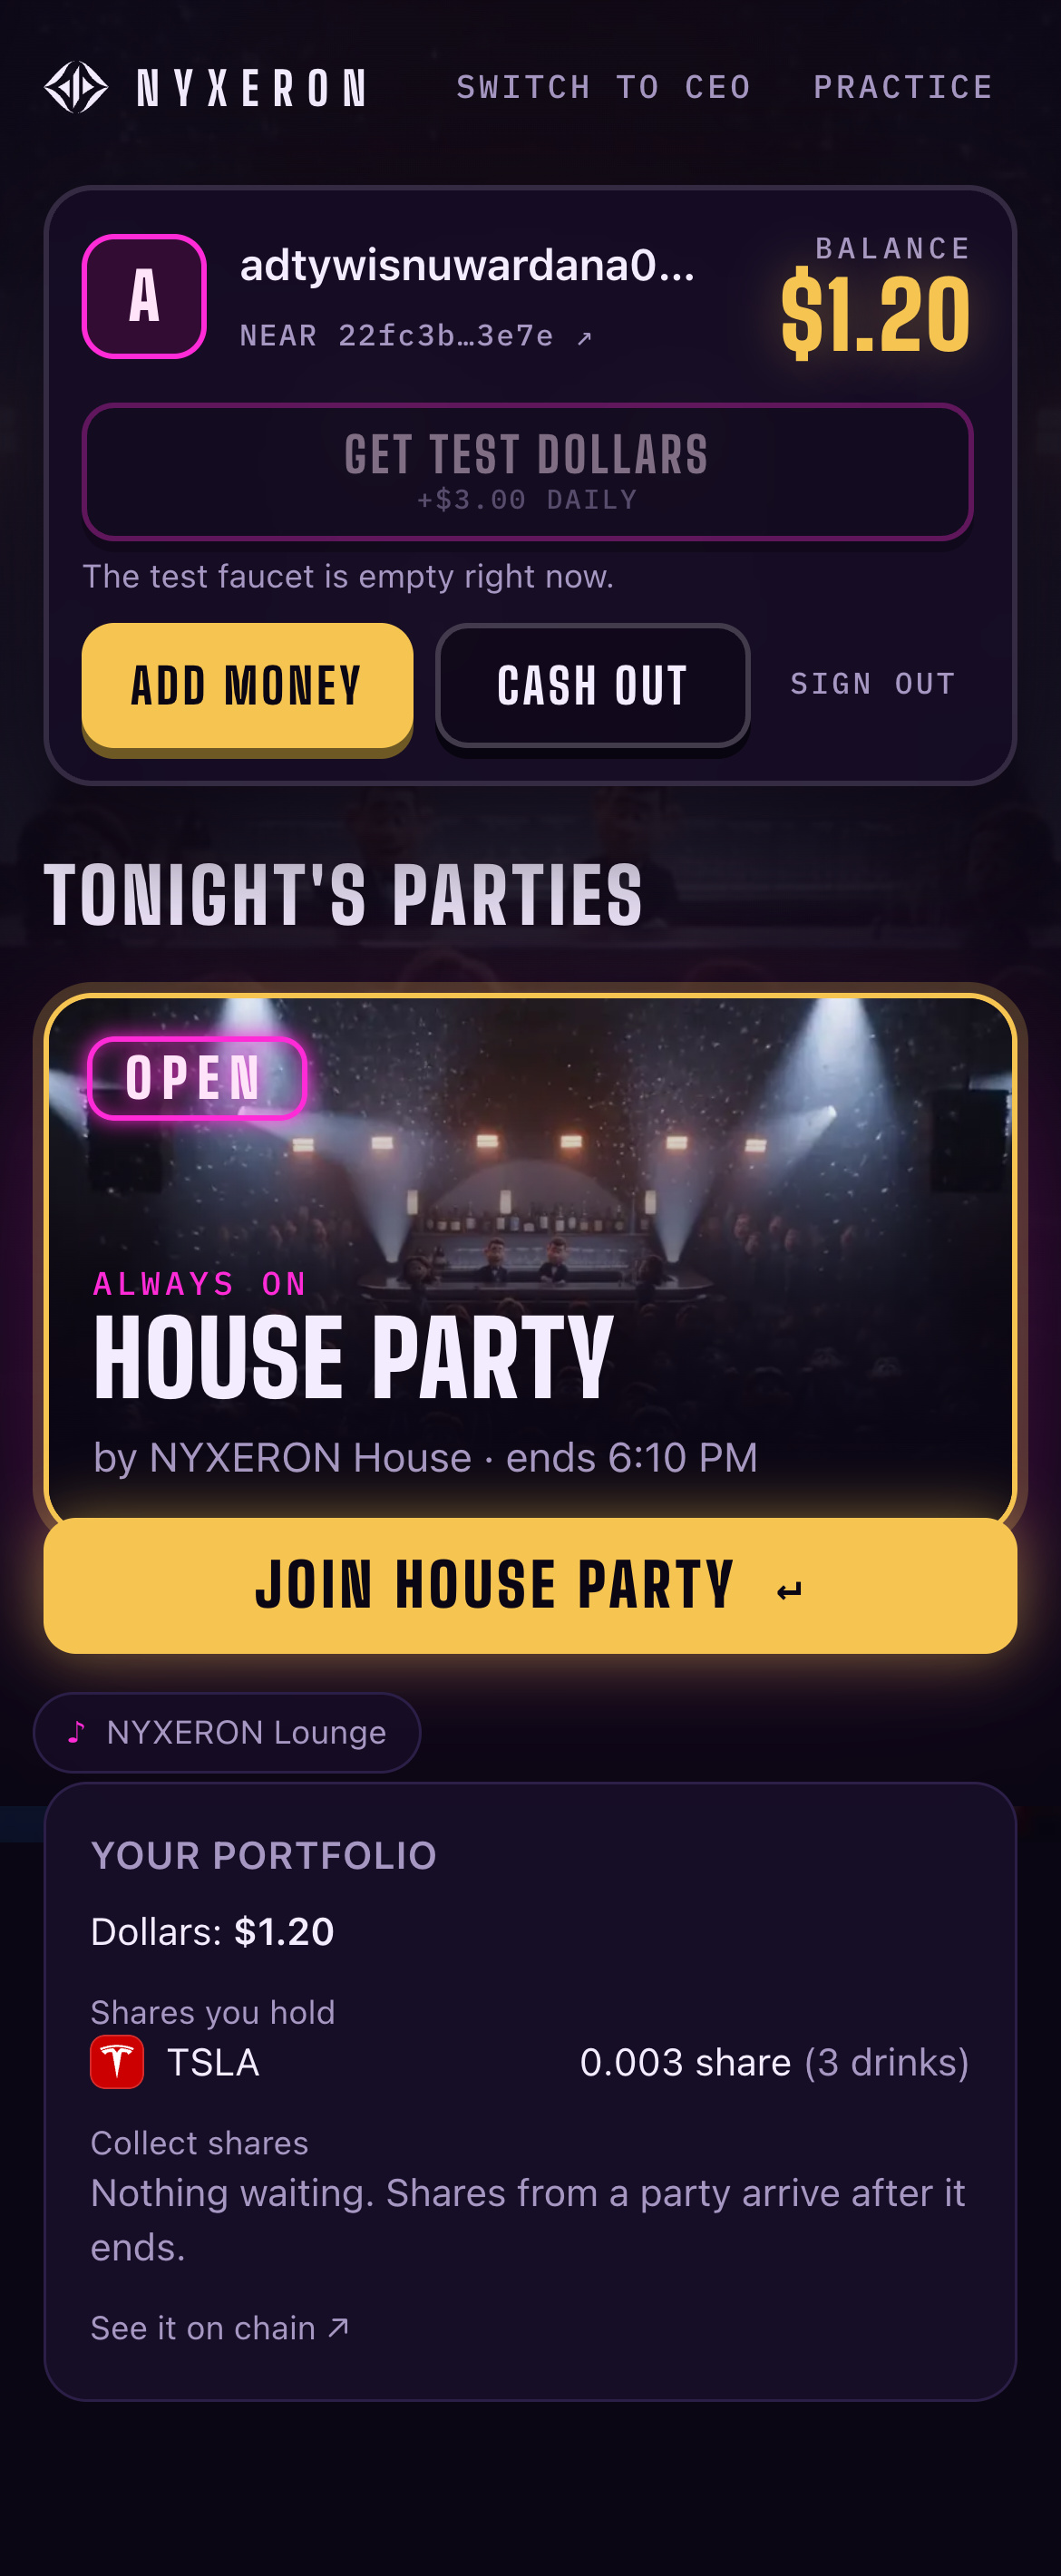 NYXERON SWITCH TO CEO PRACTICE
A
adtywisnuwardana0...
NEAR 22fc3b…3e7e ↗
BALANCE
$1.20
GET TEST DOLLARS
+$3.00 DAILY
The test faucet is empty right now.
ADD MONEY CASH OUT SIGN OUT
TONIGHT'S PARTIES
OPEN
ALWAYS ON
HOUSE PARTY
by NYXERON House · ends 6:10 PM
JOIN HOUSE PARTY ↵
♪ NYXERON Lounge
YOUR PORTFOLIO
Dollars: $1.20
Shares you hold
TSLA 0.003 share (3 drinks)
Collect shares
Nothing waiting. Shares from a party arrive after it
ends.
See it on chain ↗